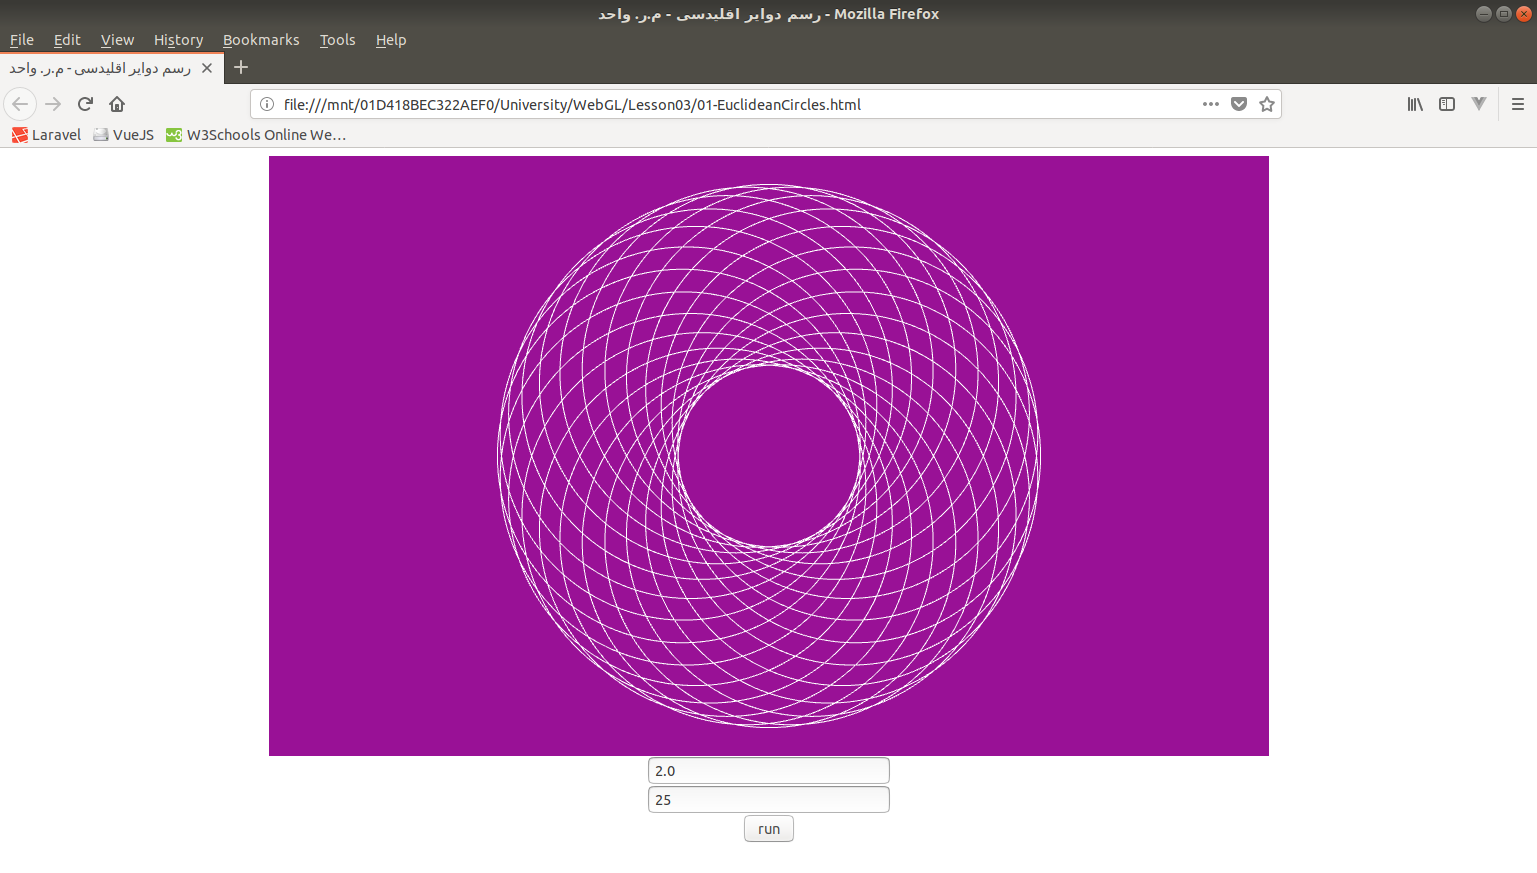 رسم دوایر اقلیدسی - م.ر. واحد - Mozilla Firefox
File Edit View History Bookmarks Tools Help
رسم دوایر اقلیدسی - م.ر. واحد
file:///mnt/01D418BEC322AEF0/University/WebGL/Lesson03/01-EuclideanCircles.html
Laravel VueJS W3Schools Online We...
2.0
25
run